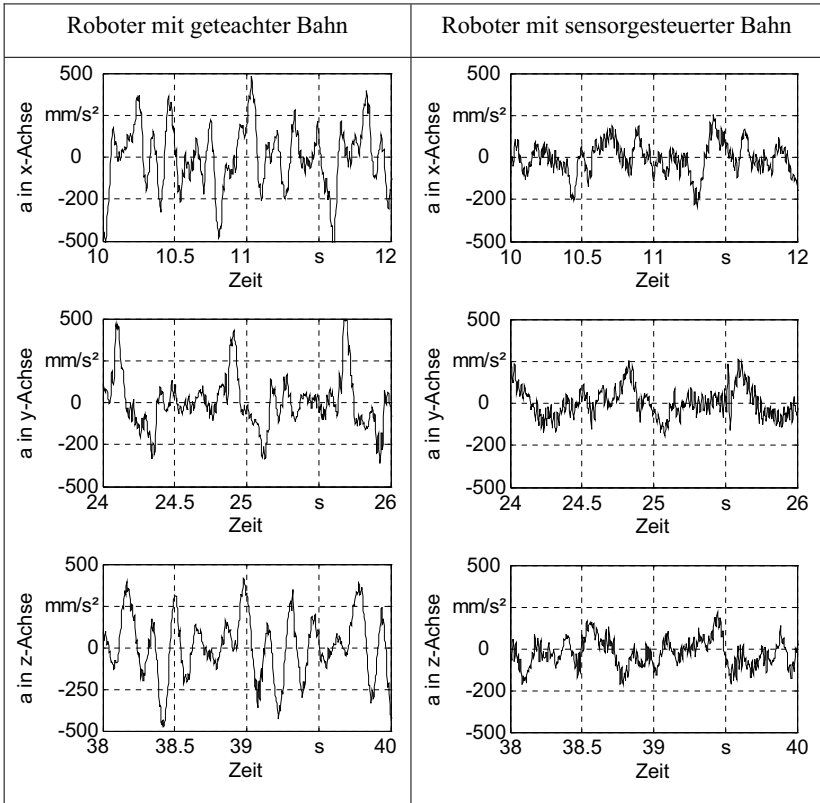 Roboter mit geteachter Bahn
Roboter mit sensorgesteuerter Bahn
500
mm/s²
0
-200
-500
a in x-Achse
10
10.5
11
s
12
Zeit
500
mm/s²
0
-200
-500
a in x-Achse
10
10.5
11
s
12
Zeit
500
mm/s²
0
-200
-500
a in y-Achse
24
24.5
25
s
26
Zeit
500
mm/s²
0
-200
-500
a in y-Achse
24
24.5
25
s
26
Zeit
500
mm/s²
0
-250
-500
a in z-Achse
38
38.5
39
s
40
Zeit
500
mm/s²
0
-200
-500
a in z-Achse
38
38.5
39
s
40
Zeit